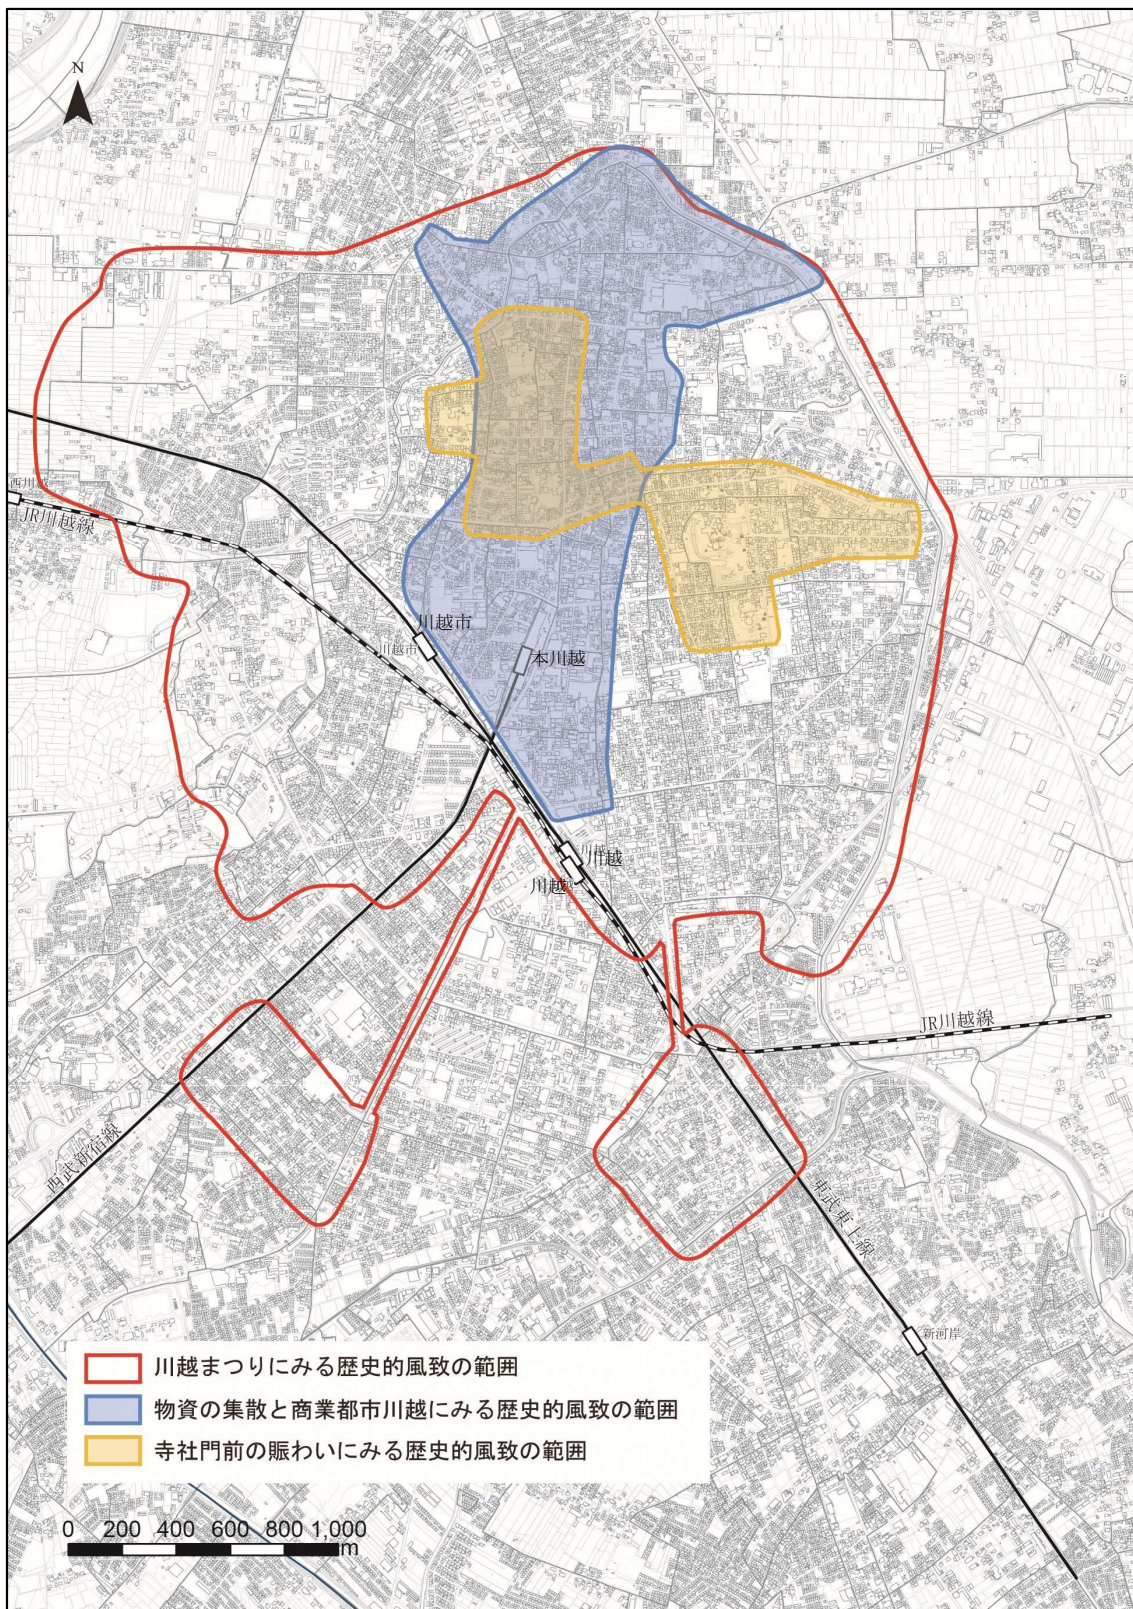 N
西川越
JR川越線
川越市
川越市
本川越
川越
川越
川越
JR川越線
西武新宿線
東武東上線
新河岸
川越まつりにみる歴史的風致の範囲
物資の集散と商業都市川越にみる歴史的風致の範囲
寺社門前の賑わいにみる歴史的風致の範囲
0 200 400 600 800 1,000
m